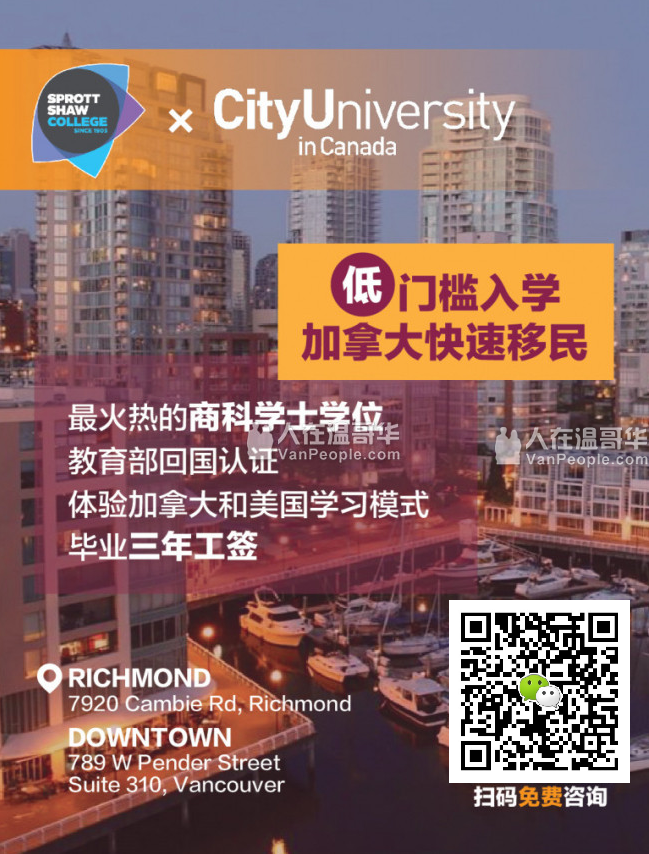 SPROTT
SHAW
COLLEGE
SINCE 1903
×
CityUniversity
in Canada
低门槛入学
加拿大快速移民
最火热的商科学士学位
教育部回国认证
体验加拿大和美国学习模式
毕业三年工签
人在温哥华
VanPeople.com
人在温哥华
VanPeople.com
RICHMOND
7920 Cambie Rd, Richmond
DOWNTOWN
789 W Pender Street
Suite 310, Vancouver
扫码免费咨询